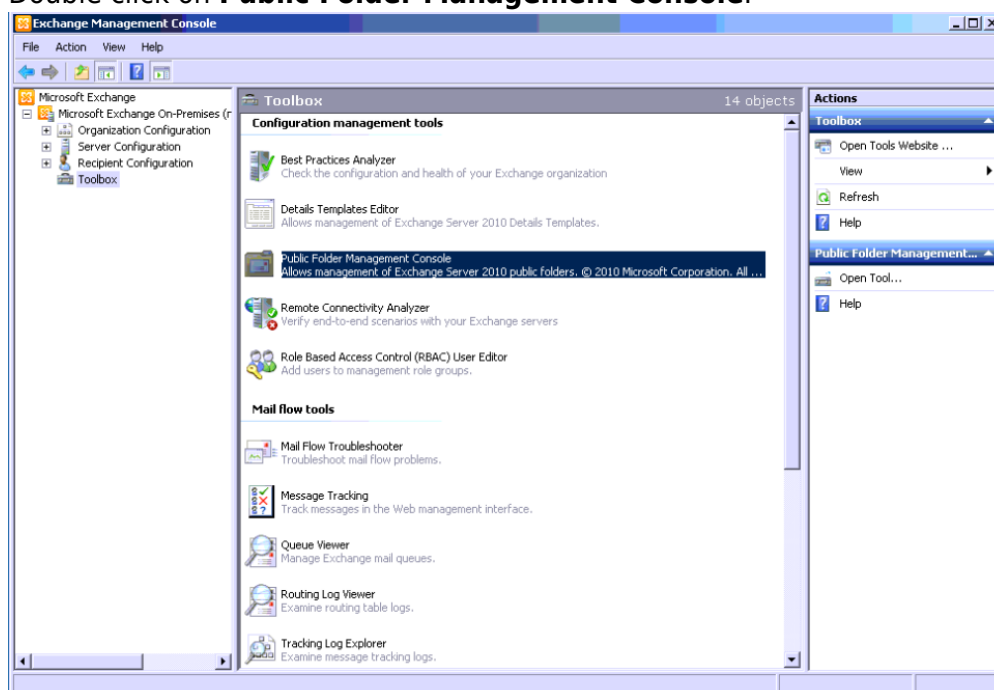 Double click on Public Folder Management Console.
Exchange Management Console
File Action View Help
Microsoft Exchange
Microsoft Exchange On-Premises (r
Organization Configuration
Server Configuration
Recipient Configuration
Toolbox
Toolbox 14 objects
Configuration management tools
Best Practices Analyzer
Check the configuration and health of your Exchange organization
Details Templates Editor
Allows management of Exchange Server 2010 Details Templates.
Public Folder Management Console
Allows management of Exchange Server 2010 public folders. © 2010 Microsoft Corporation. All ...
Remote Connectivity Analyzer
Verify end-to-end scenarios with your Exchange servers
Role Based Access Control (RBAC) User Editor
Add users to management role groups.
Mail flow tools
Mail Flow Troubleshooter
Troubleshoot mail flow problems.
Message Tracking
Track messages in the Web management interface.
Queue Viewer
Manage Exchange mail queues.
Routing Log Viewer
Examine routing table logs.
Tracking Log Explorer
Examine message tracking logs.
Actions
Toolbox
Open Tools Website ...
View
Refresh
Help
Public Folder Management...
Open Tool...
Help